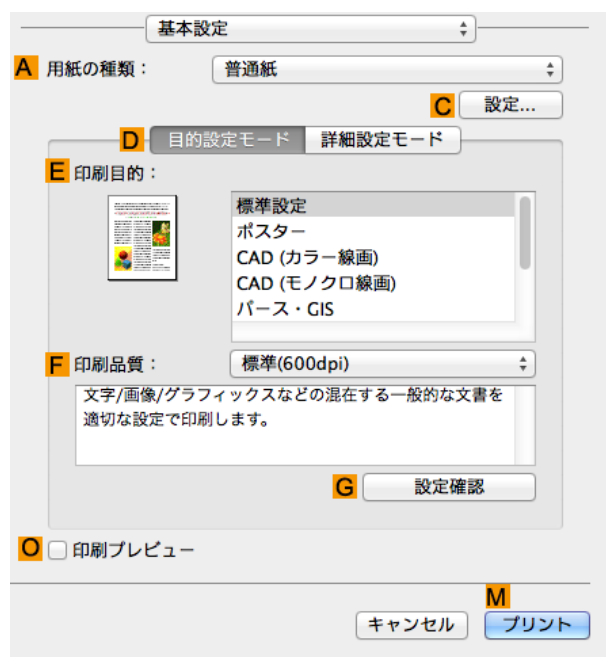 基本設定
A 用紙の種類： 普通紙
C 設定...
D 目的設定モード 詳細設定モード
E 印刷目的：
標準設定
ポスター
CAD (カラー線画)
CAD (モノクロ線画)
パース・GIS
F 印刷品質： 標準(600dpi)
文字/画像/グラフィックスなどの混在する一般的な文書を
適切な設定で印刷します。
G 設定確認
O 印刷プレビュー
M
キャンセル プリント